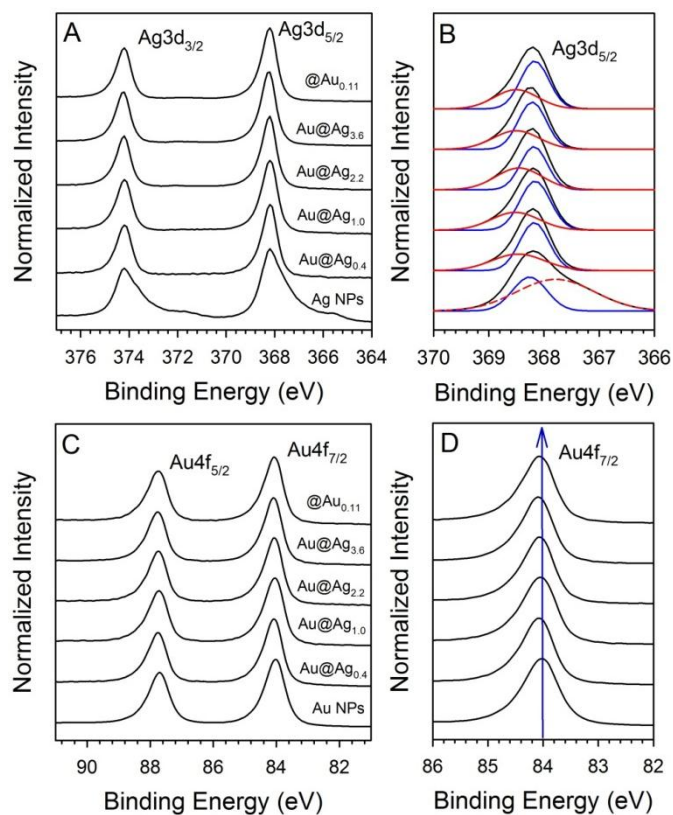 A
Ag3d3/2
Ag3d5/2
@Au0.11
Au@Ag3.6
Au@Ag2.2
Au@Ag1.0
Au@Ag0.4
Ag NPs
Normalized Intensity
376 374 372 370 368 366 364
Binding Energy (eV)
B
Ag3d5/2
Normalized Intensity
370 369 368 367 366
Binding Energy (eV)
C
Au4f5/2
Au4f7/2
@Au0.11
Au@Ag3.6
Au@Ag2.2
Au@Ag1.0
Au@Ag0.4
Au NPs
Normalized Intensity
90 88 86 84 82
Binding Energy (eV)
D
Au4f7/2
Normalized Intensity
86 85 84 83 82
Binding Energy (eV)